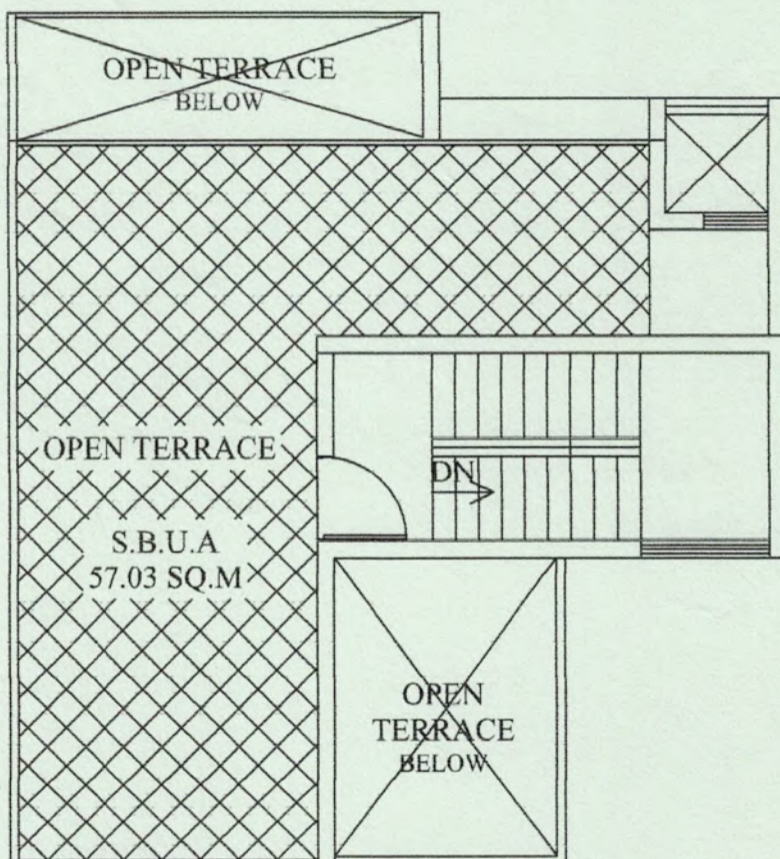 OPEN TERRACE
BELOW
OPEN TERRACE
S.B.U.A
57.03 SQ.M
DN
OPEN
TERRACE
BELOW